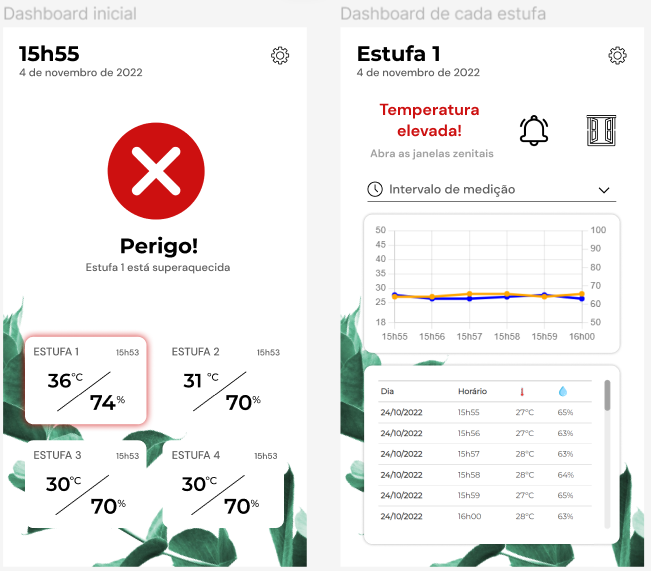 Dashboard inicial
15h55
4 de novembro de 2022
Perigo!
Estufa 1 está superaquecida
ESTUFA 1 15h53
36°C
74%
ESTUFA 2 15h53
31°C
70%
ESTUFA 3 15h53
30°C
70%
ESTUFA 4 15h53
30°C
70%
Dashboard de cada estufa
Estufa 1
4 de novembro de 2022
Temperatura
elevada!
Abra as janelas zenitais
Intervalo de medição
50 100
45 90
40
35 80
30 70
25 60
18 50
15h55 15h56 15h57 15h58 15h59 16h00
Dia Horário
24/10/2022 15h55 27°C 65%
24/10/2022 15h56 27°C 63%
24/10/2022 15h57 28°C 63%
24/10/2022 15h58 28°C 64%
24/10/2022 15h59 27°C 65%
24/10/2022 16h00 28°C 63%